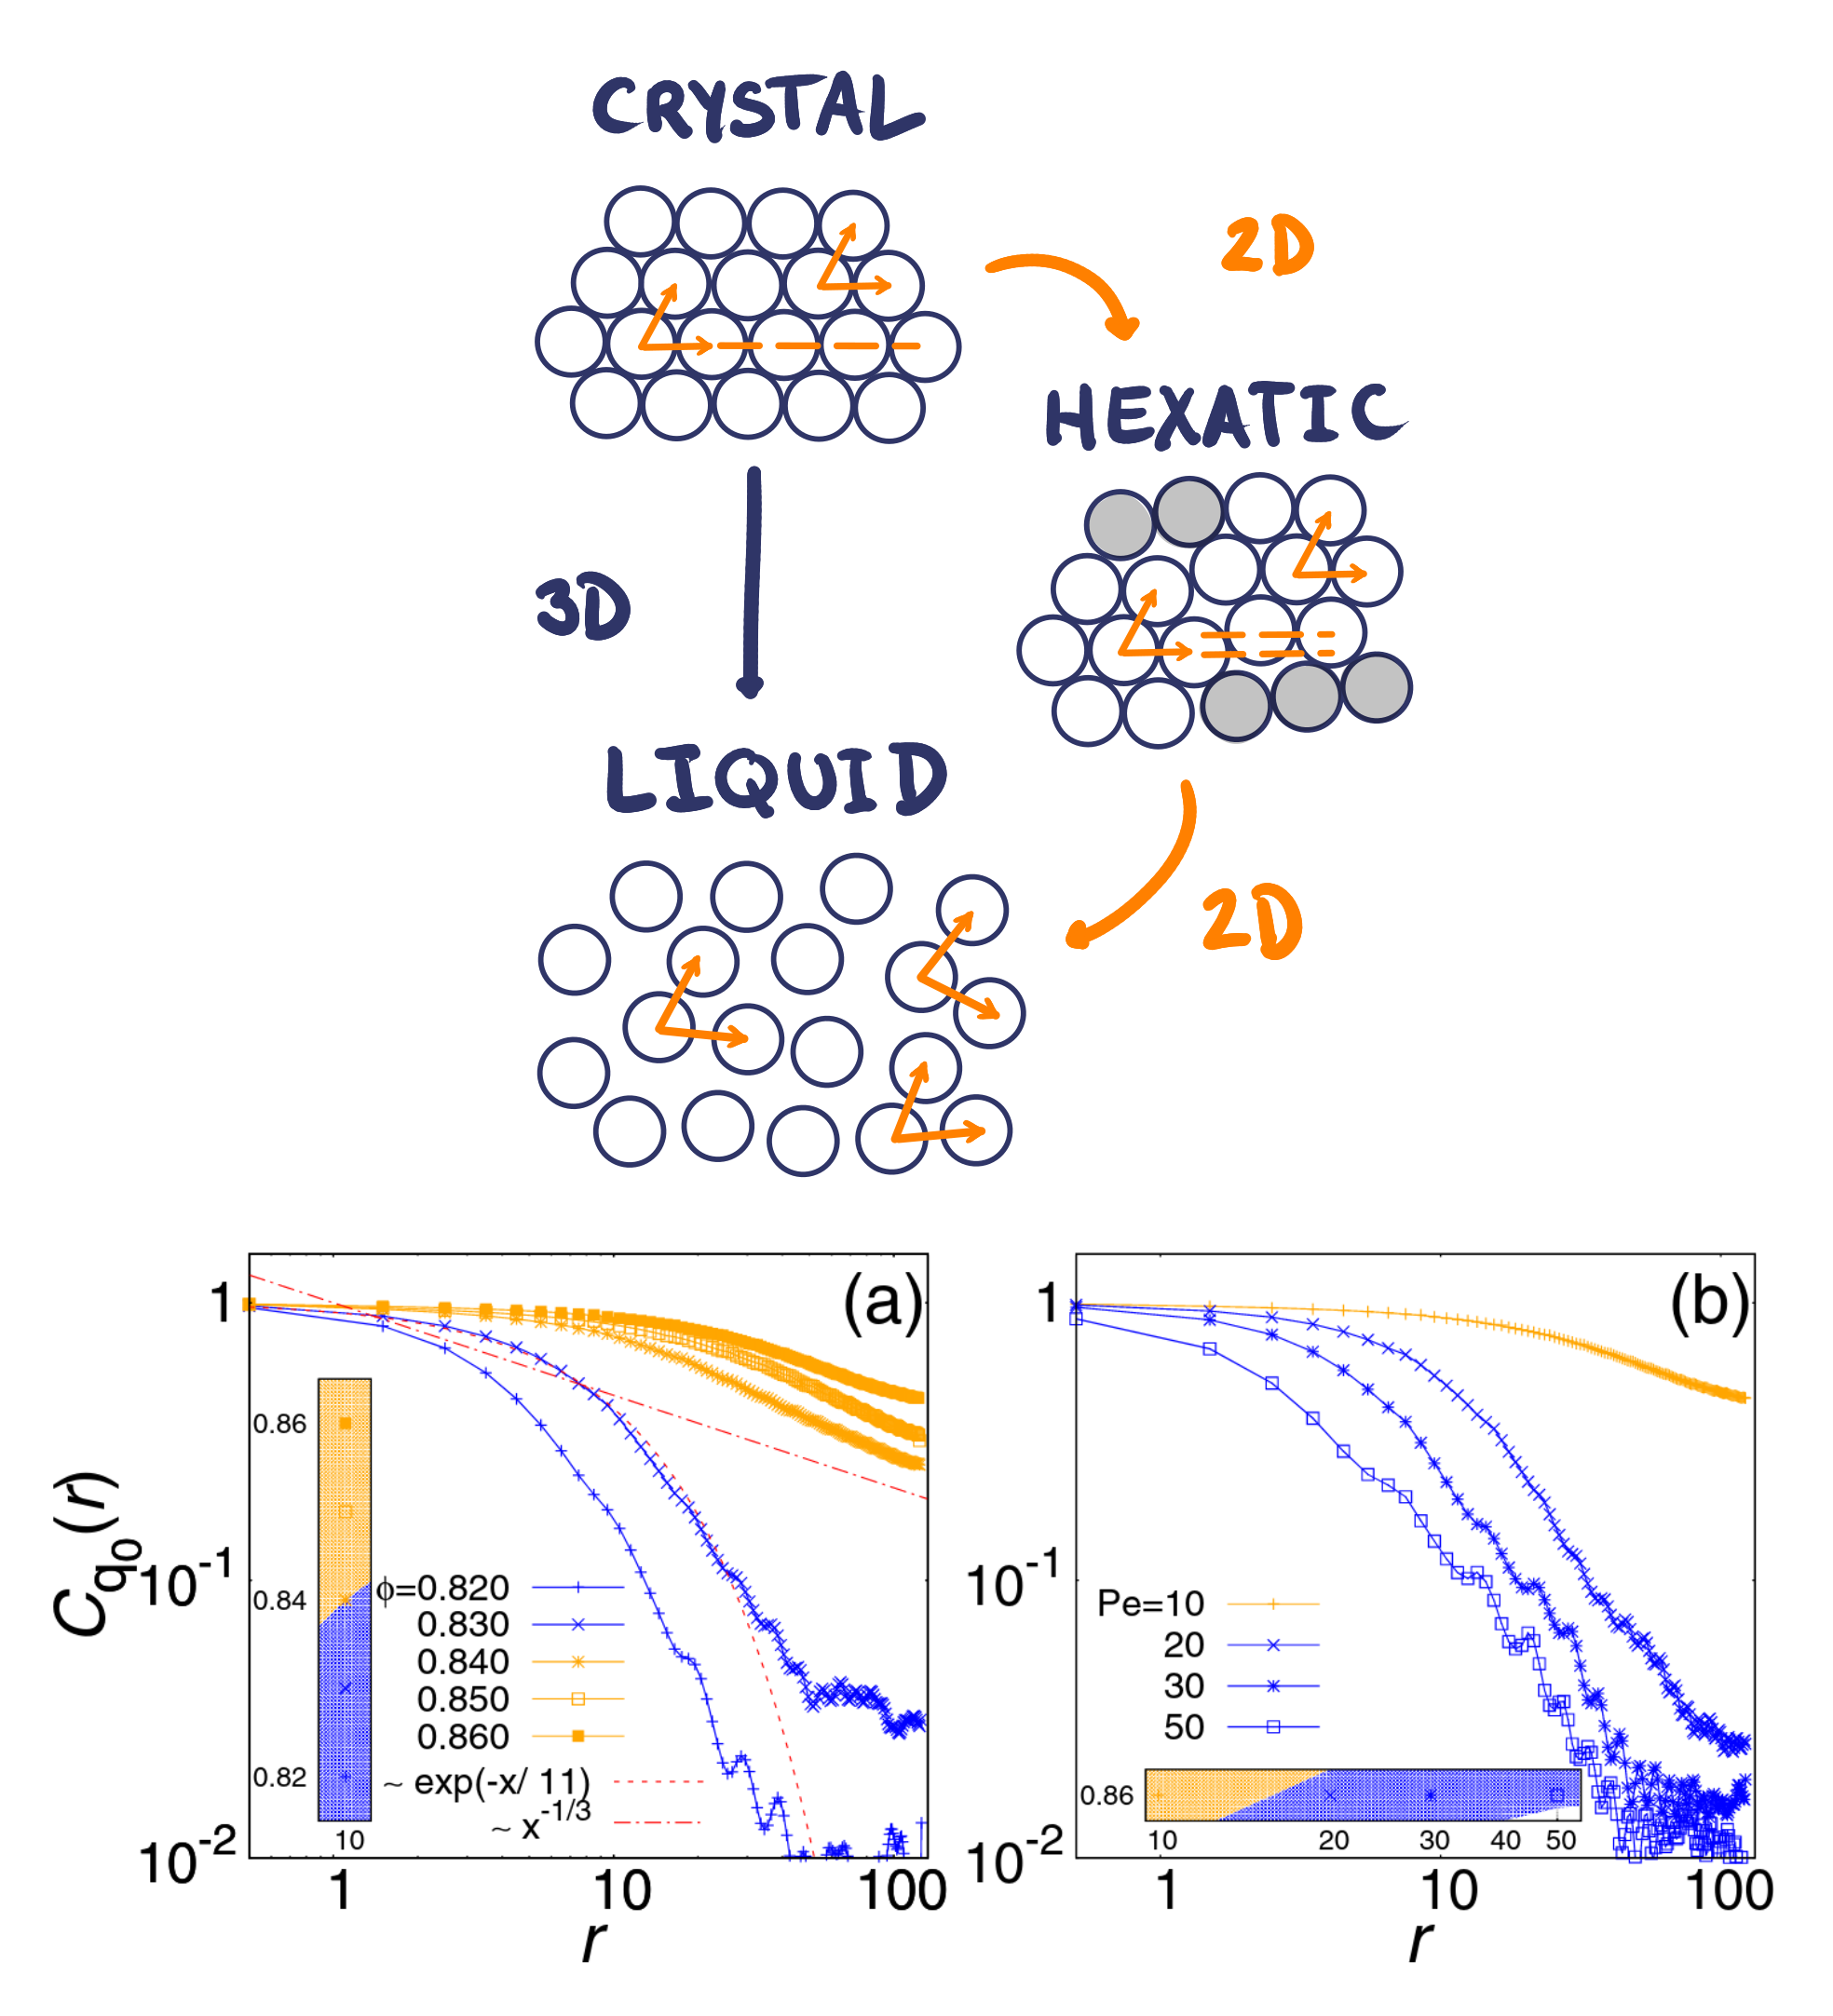 CRYSTAL
2D
HEXATIC
3D
LIQUID
2D
(a)
1
10⁻¹
10⁻²
C_q₀(r)
0.86
0.84
0.82
10
ϕ=0.820
0.830
0.840
0.850
0.860
~ exp(-x/ 11)
~ x^-1/3
1 10 100
r
(b)
1
10⁻¹
10⁻²
Pe=10
20
30
50
0.86
10 20 30 40 50
1 10 100
r